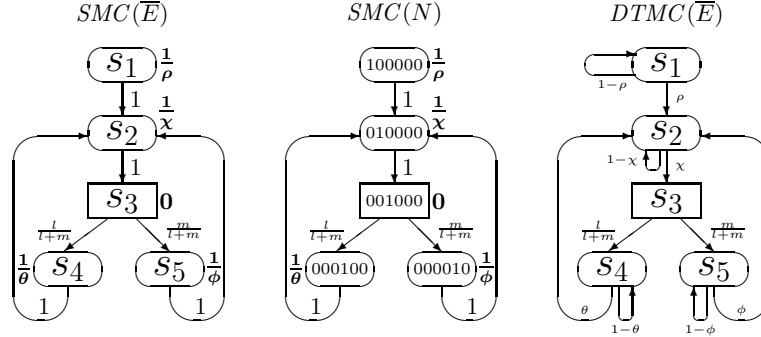 SMC(E̅) SMC(N) DTMC(E̅)
s₁ 1/ρ 100000 1/ρ s₁ 1−ρ
1 1 ρ
s₂ 1/χ 010000 1/χ s₂
1 1 1−χ χ
s₃ 0 001000 0 s₃
l/(l+m) m/(l+m) l/(l+m) m/(l+m) l/(l+m) m/(l+m)
1/θ s₄ s₅ 1/ϕ 1/θ 000100 000010 1/ϕ s₄ s₅
1 1 1 1 θ 1−θ 1−ϕ ϕ